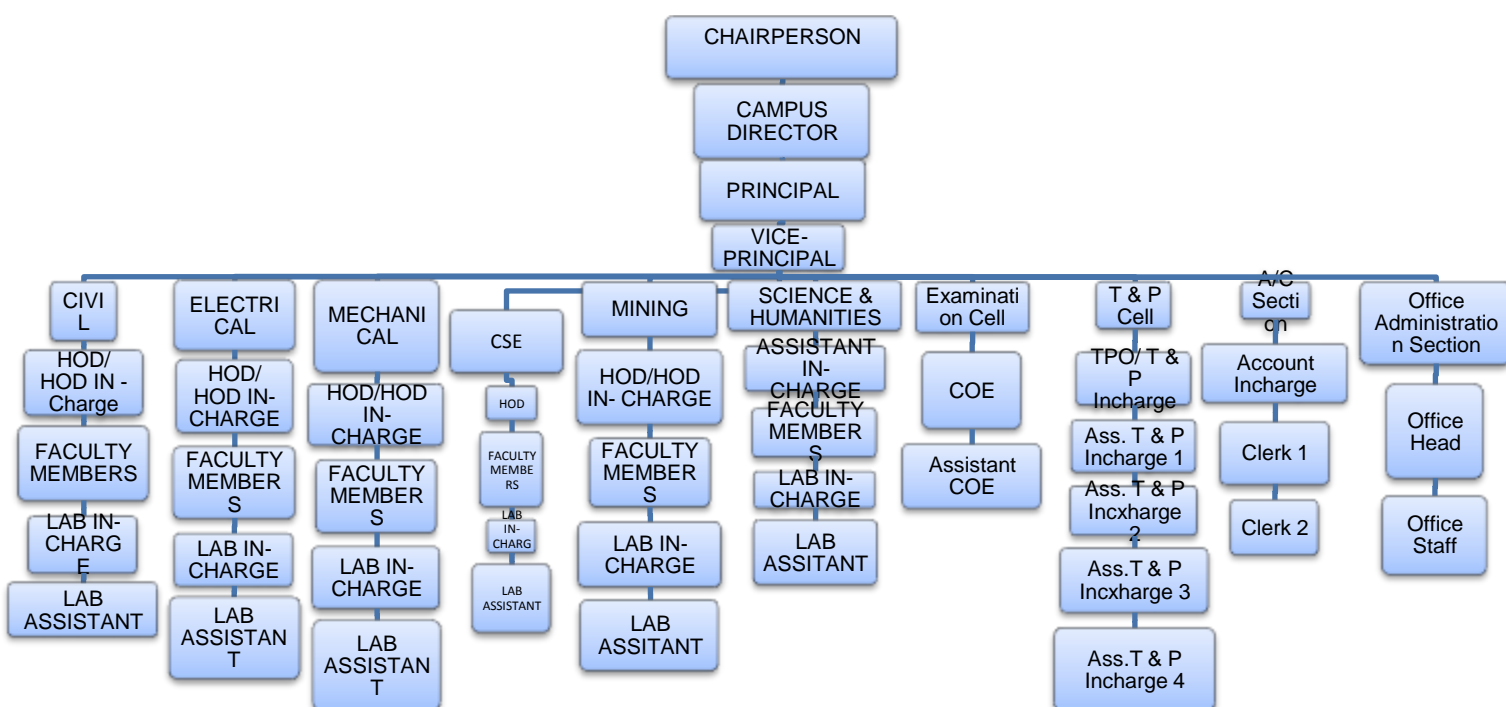 CHAIRPERSON
CAMPUS
DIRECTOR
PRINCIPAL
VICE-
PRINCIPAL
CIVI
L
HOD/
HOD IN -
Charge
FACULTY
MEMBERS
LAB IN-
CHARG
E
LAB
ASSISTANT
ELECTRI
CAL
HOD/
HOD IN-
CHARGE
FACULTY
MEMBER
S
LAB IN-
CHARGE
LAB
ASSISTAN
T
MECHANI
CAL
HOD/HOD
IN-
CHARGE
FACULTY
MEMBER
S
LAB IN-
CHARGE
LAB
ASSISTAN
T
CSE
HOD
FACULTY
MEMBE
RS
LAB
IN-
CHARG
LAB
ASSISTANT
MINING
HOD/HOD
IN- CHARGE
FACULTY
MEMBER
S
LAB IN-
CHARGE
LAB
ASSITANT
SCIENCE &
HUMANITIES
ASSISTANT
IN-
CHARGE
FACULTY
MEMBER
S
LAB IN-
CHARGE
LAB
ASSITANT
Examinati
on Cell
COE
Assistant
COE
T & P
Cell
TPO/ T &
P
Incharge
Ass. T & P
Incharge 1
Ass. T & P
Incxharge
2
Ass.T & P
Incxharge 3
Ass.T & P
Incharge 4
A/C
Secti
on
Account
Incharge
Clerk 1
Clerk 2
Office
Administratio
n Section
Office
Head
Office
Staff